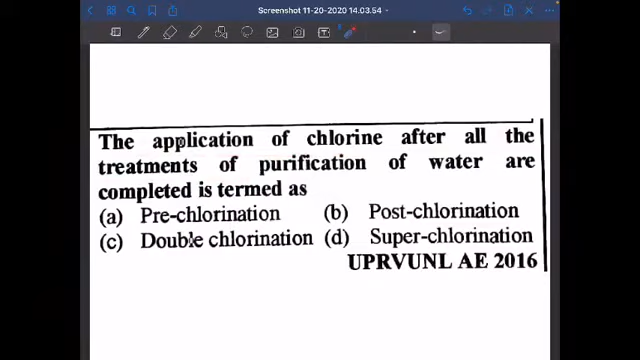 Screenshot 11-20-2020 14.03.54
The application of chlorine after all the
treatments of purification of water are
completed is termed as
(a) Pre-chlorination (b) Post-chlorination
(c) Double chlorination (d) Super-chlorination
UPRVUNL AE 2016